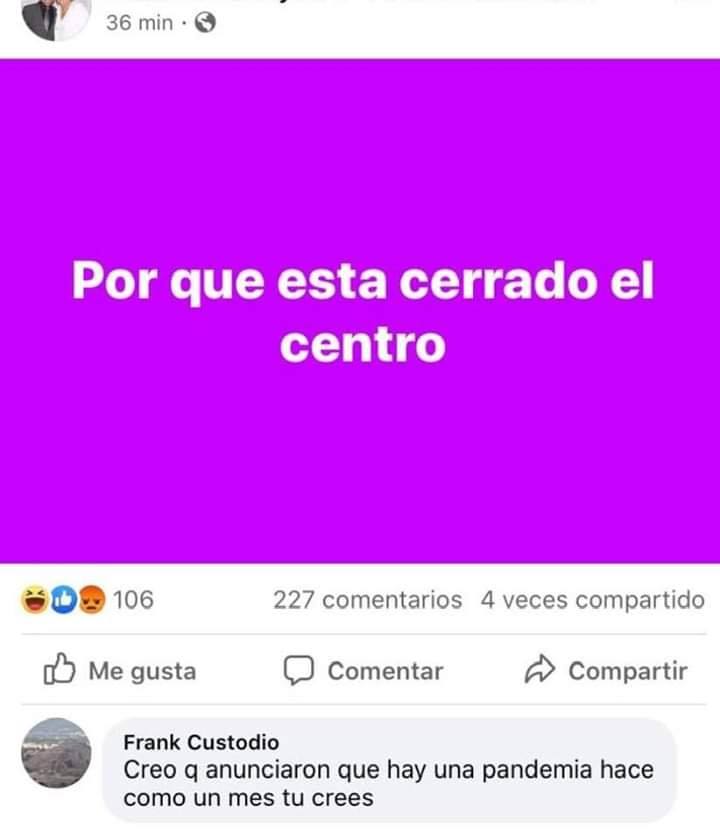 36 min ·
Por que esta cerrado el
centro
106
227 comentarios 4 veces compartido
Me gusta
Comentar
Compartir
Frank Custodio
Creo q anunciaron que hay una pandemia hace
como un mes tu crees